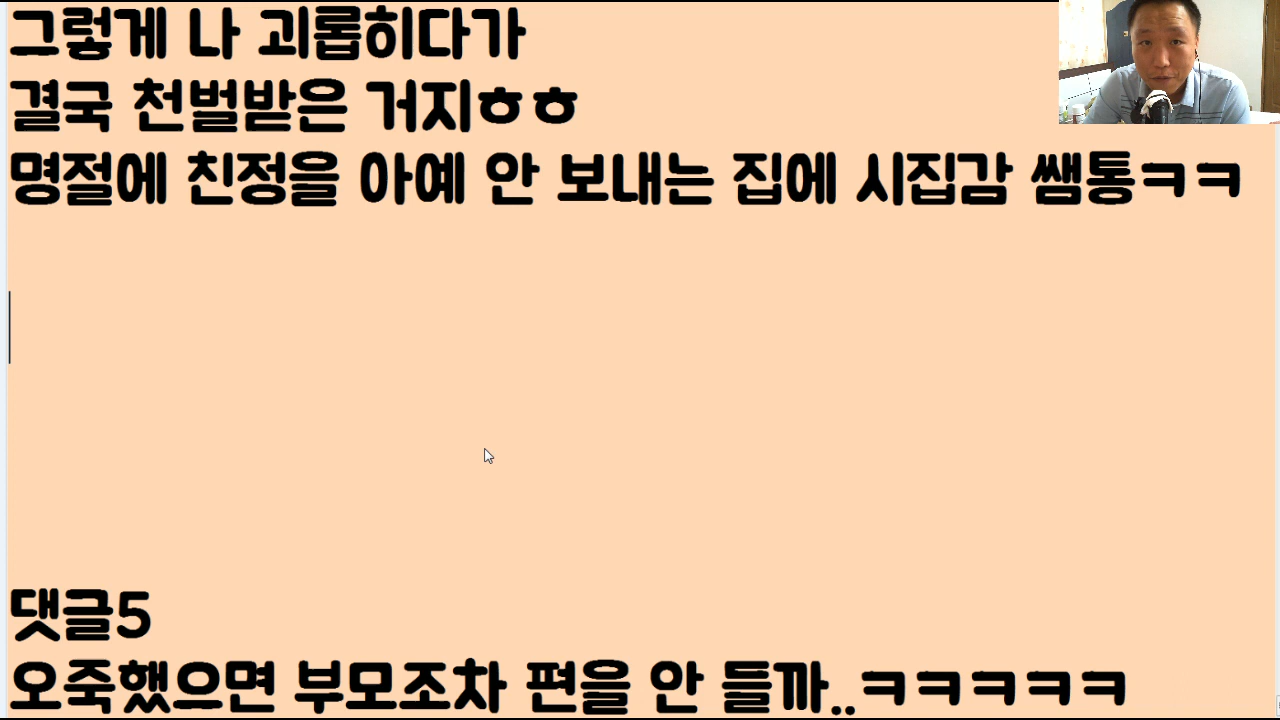 그렇게 나 괴롭히다가
결국 천벌받은 거지ㅎㅎ
명절에 친정을 아예 안 보내는 집에 시집감 쌤통ㅋㅋ
댓글5
오죽했으면 부모조차 편을 안 들까..ㅋㅋㅋㅋㅋ